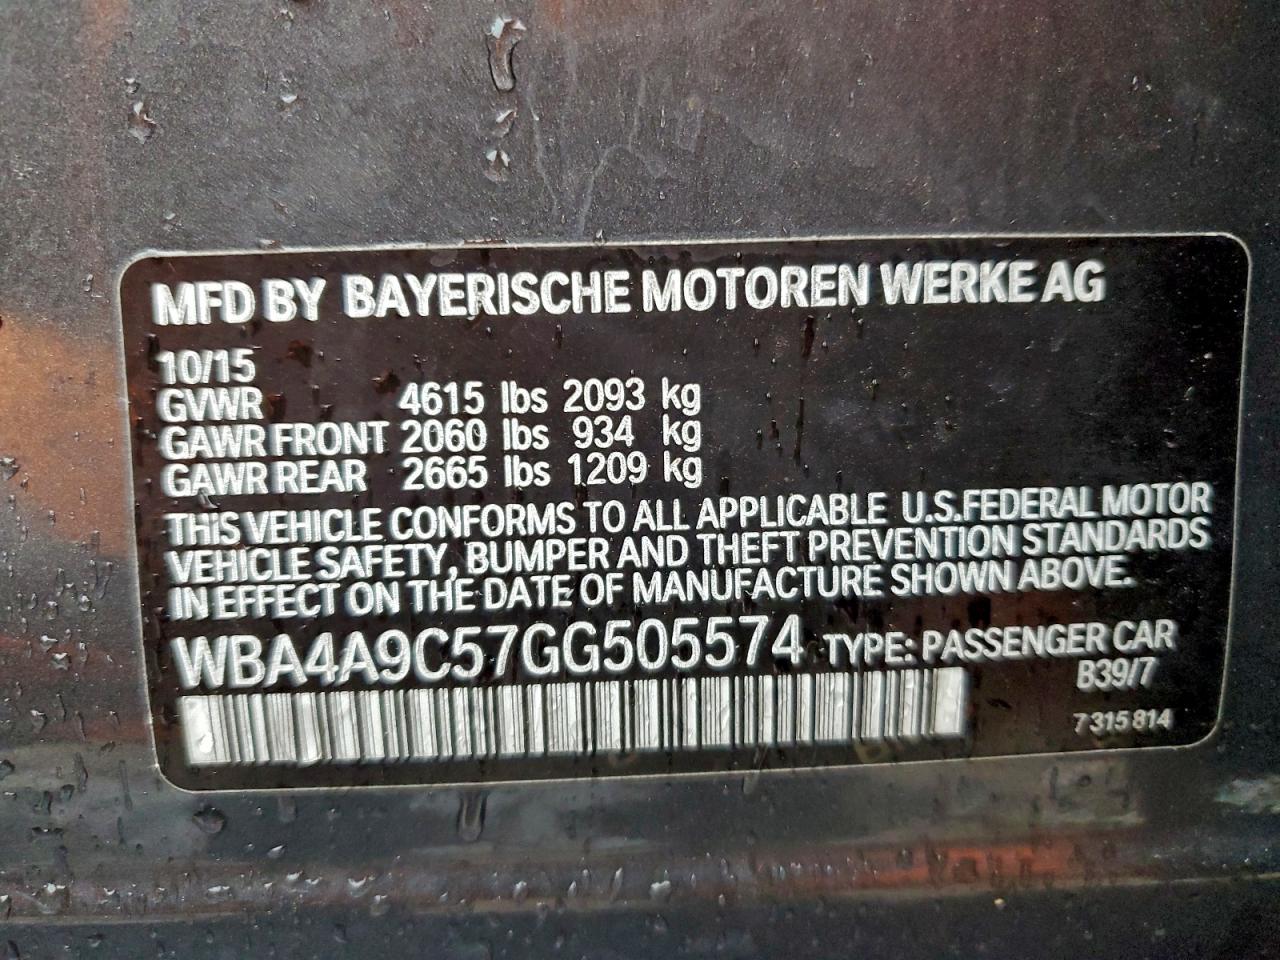 MFD BY BAYERISCHE MOTOREN WERKE AG
10/15
GVWR 4615 lbs 2093 kg
GAWR FRONT 2060 lbs 934 kg
GAWR REAR 2665 lbs 1209 kg
THIS VEHICLE CONFORMS TO ALL APPLICABLE U.S.FEDERAL MOTOR
VEHICLE SAFETY, BUMPER AND THEFT PREVENTION STANDARDS
IN EFFECT ON THE DATE OF MANUFACTURE SHOWN ABOVE.
WBA4A9C57GG505574 TYPE: PASSENGER CAR
B39/7
7 315 814